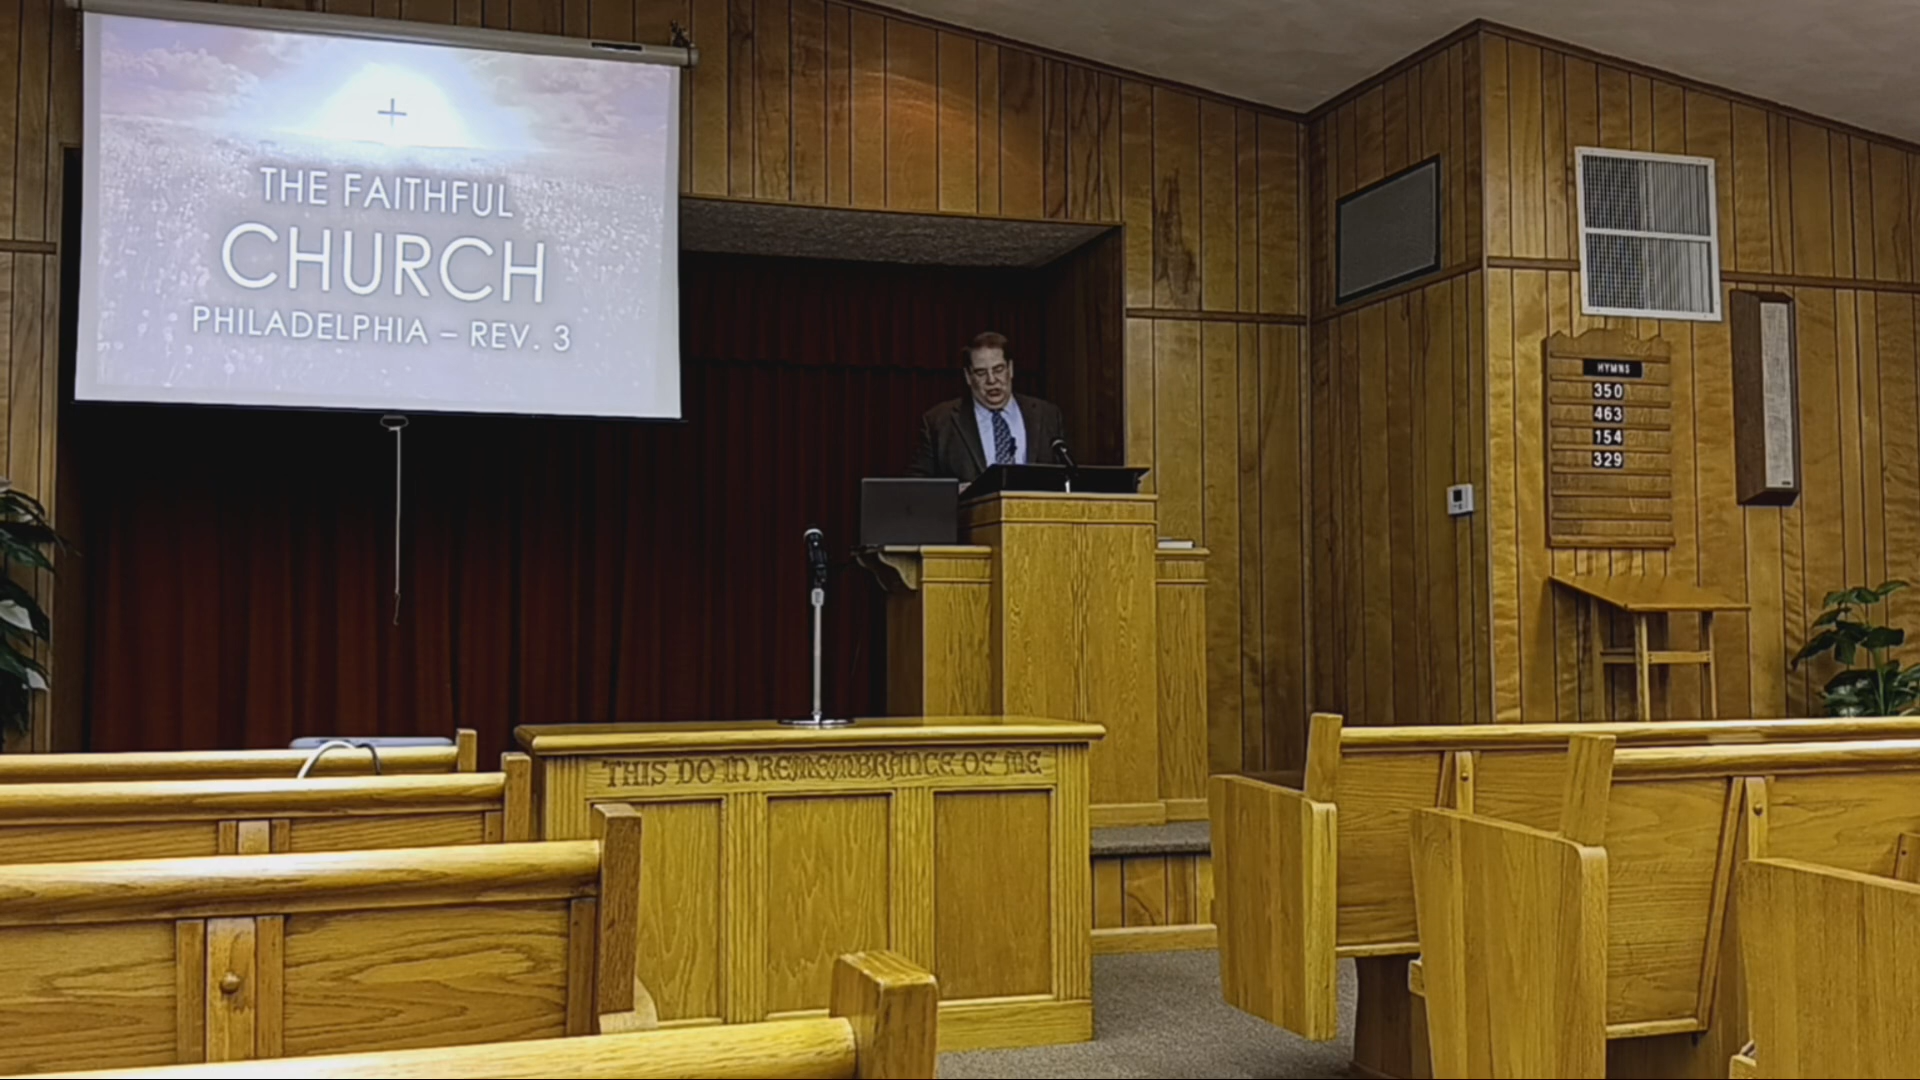 THE FAITHFUL
CHURCH
PHILADELPHIA – REV. 3
HYMNS
350
463
154
329
THIS DO IN REMEMBRANCE OF ME